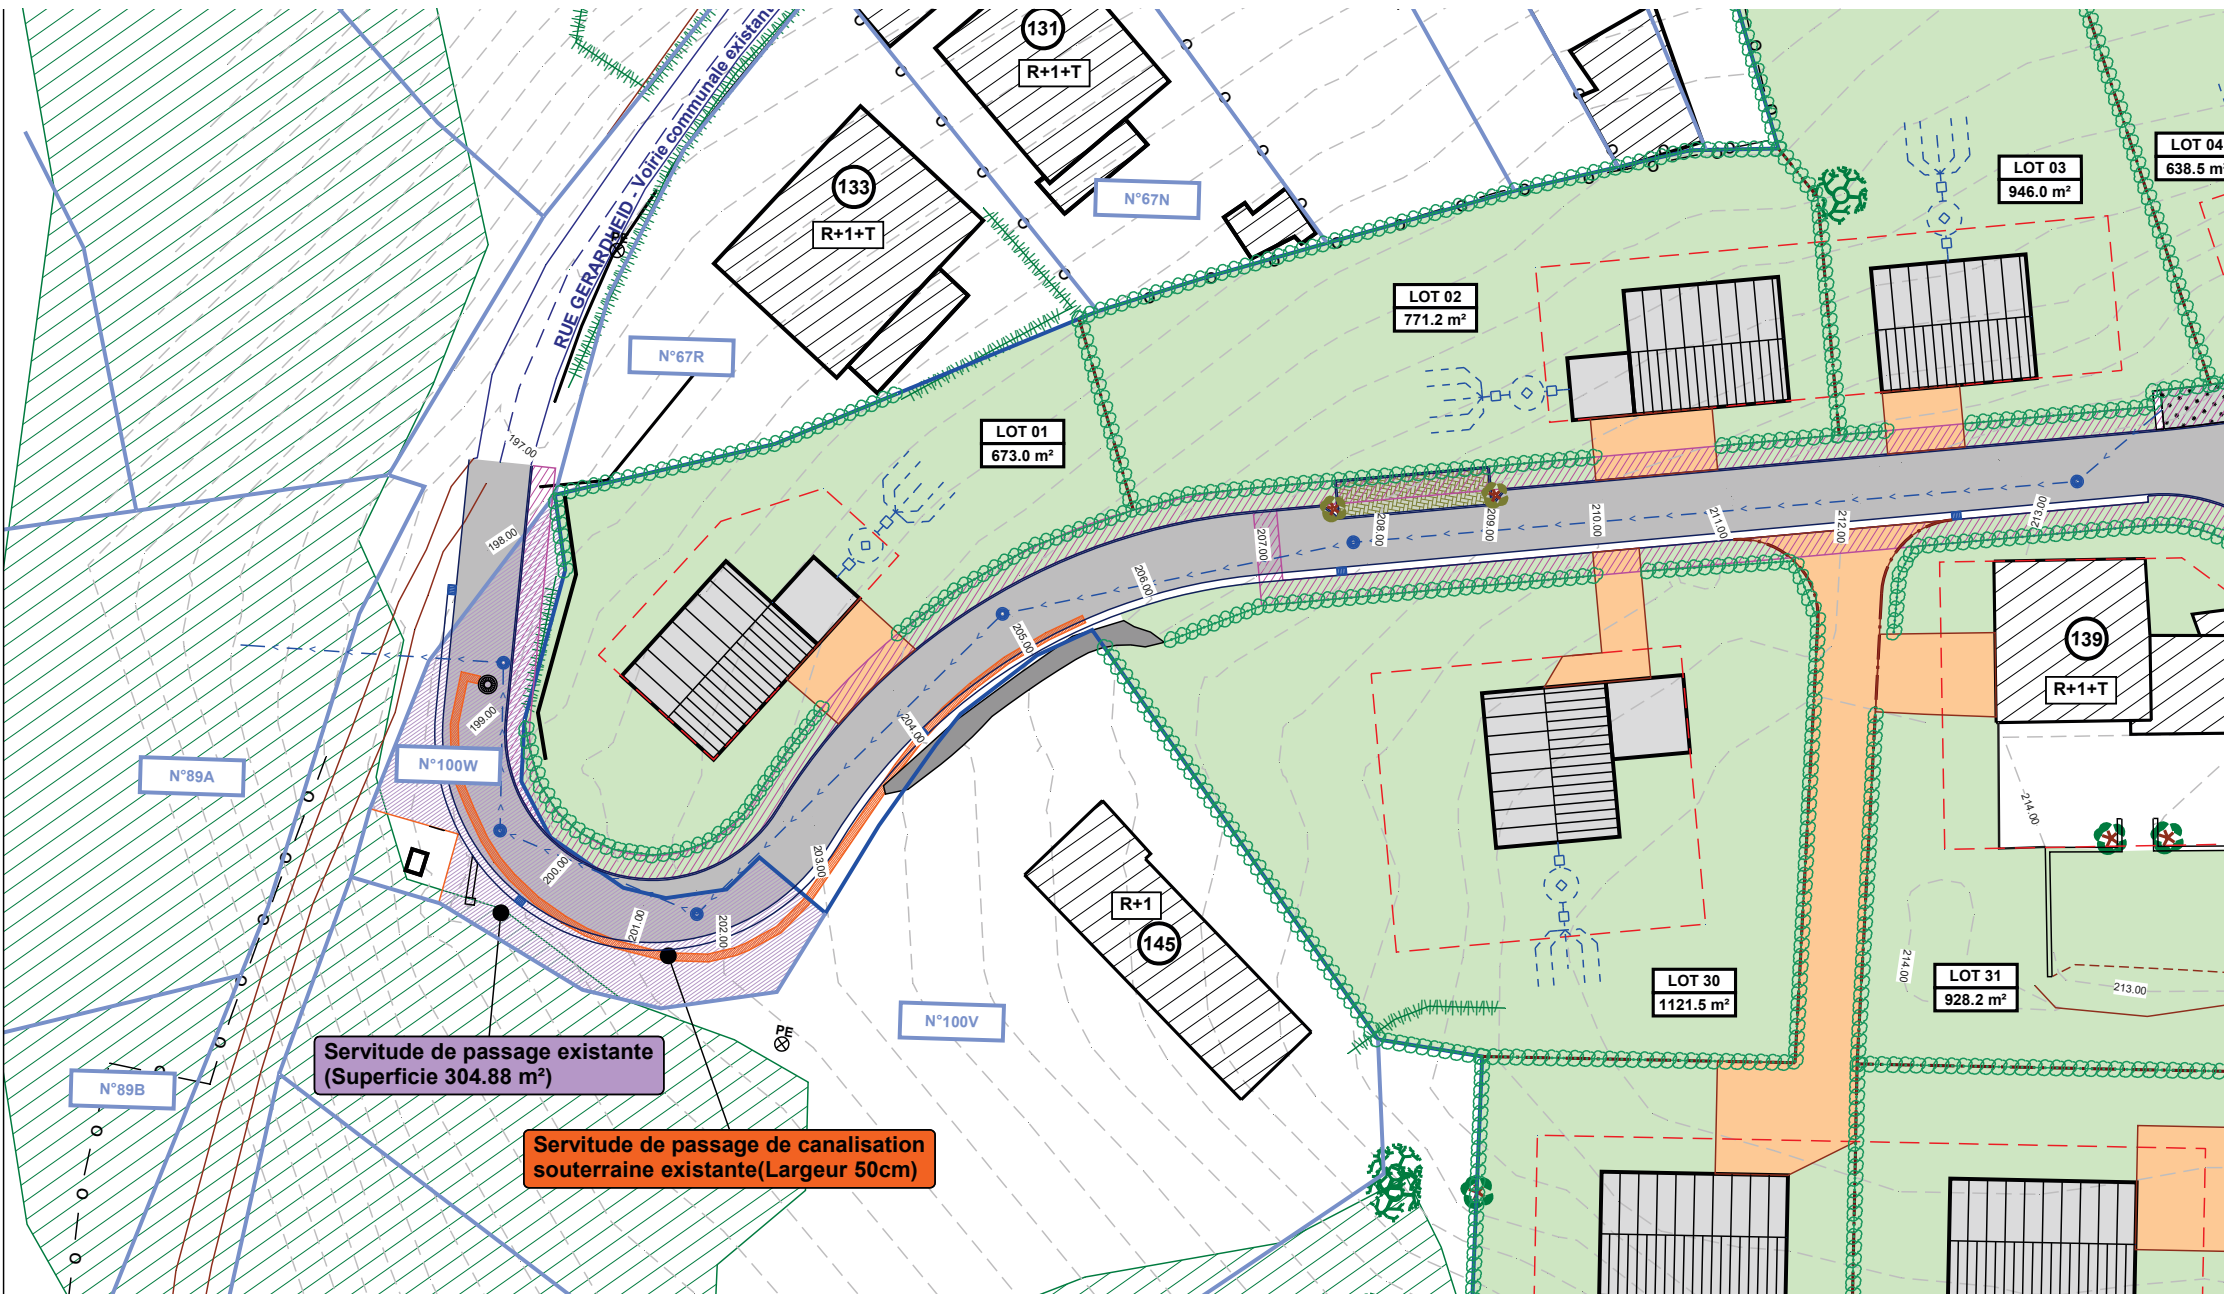 131
R+1+T
RUE GERARDHEID - Voirie communale existan
133
R+1+T
N°67N
LOT 03
946.0 m²
LOT 04
638.5 m²
PE
N°67R
LOT 02
771.2 m²
LOT 01
673.0 m²
197.00
198.00
199.00
200.00
201.00
202.00
203.00
204.00
205.00
206.00
207.00
208.00
209.00
210.00
211.00
212.00
213.00
139
R+1+T
N°89A
N°100W
214.00
R+1
145
LOT 30
1121.5 m²
214.00
LOT 31
928.2 m²
213.00
N°100V
PE
Servitude de passage existante
(Superficie 304.88 m²)
N°89B
Servitude de passage de canalisation
souterraine existante(Largeur 50cm)